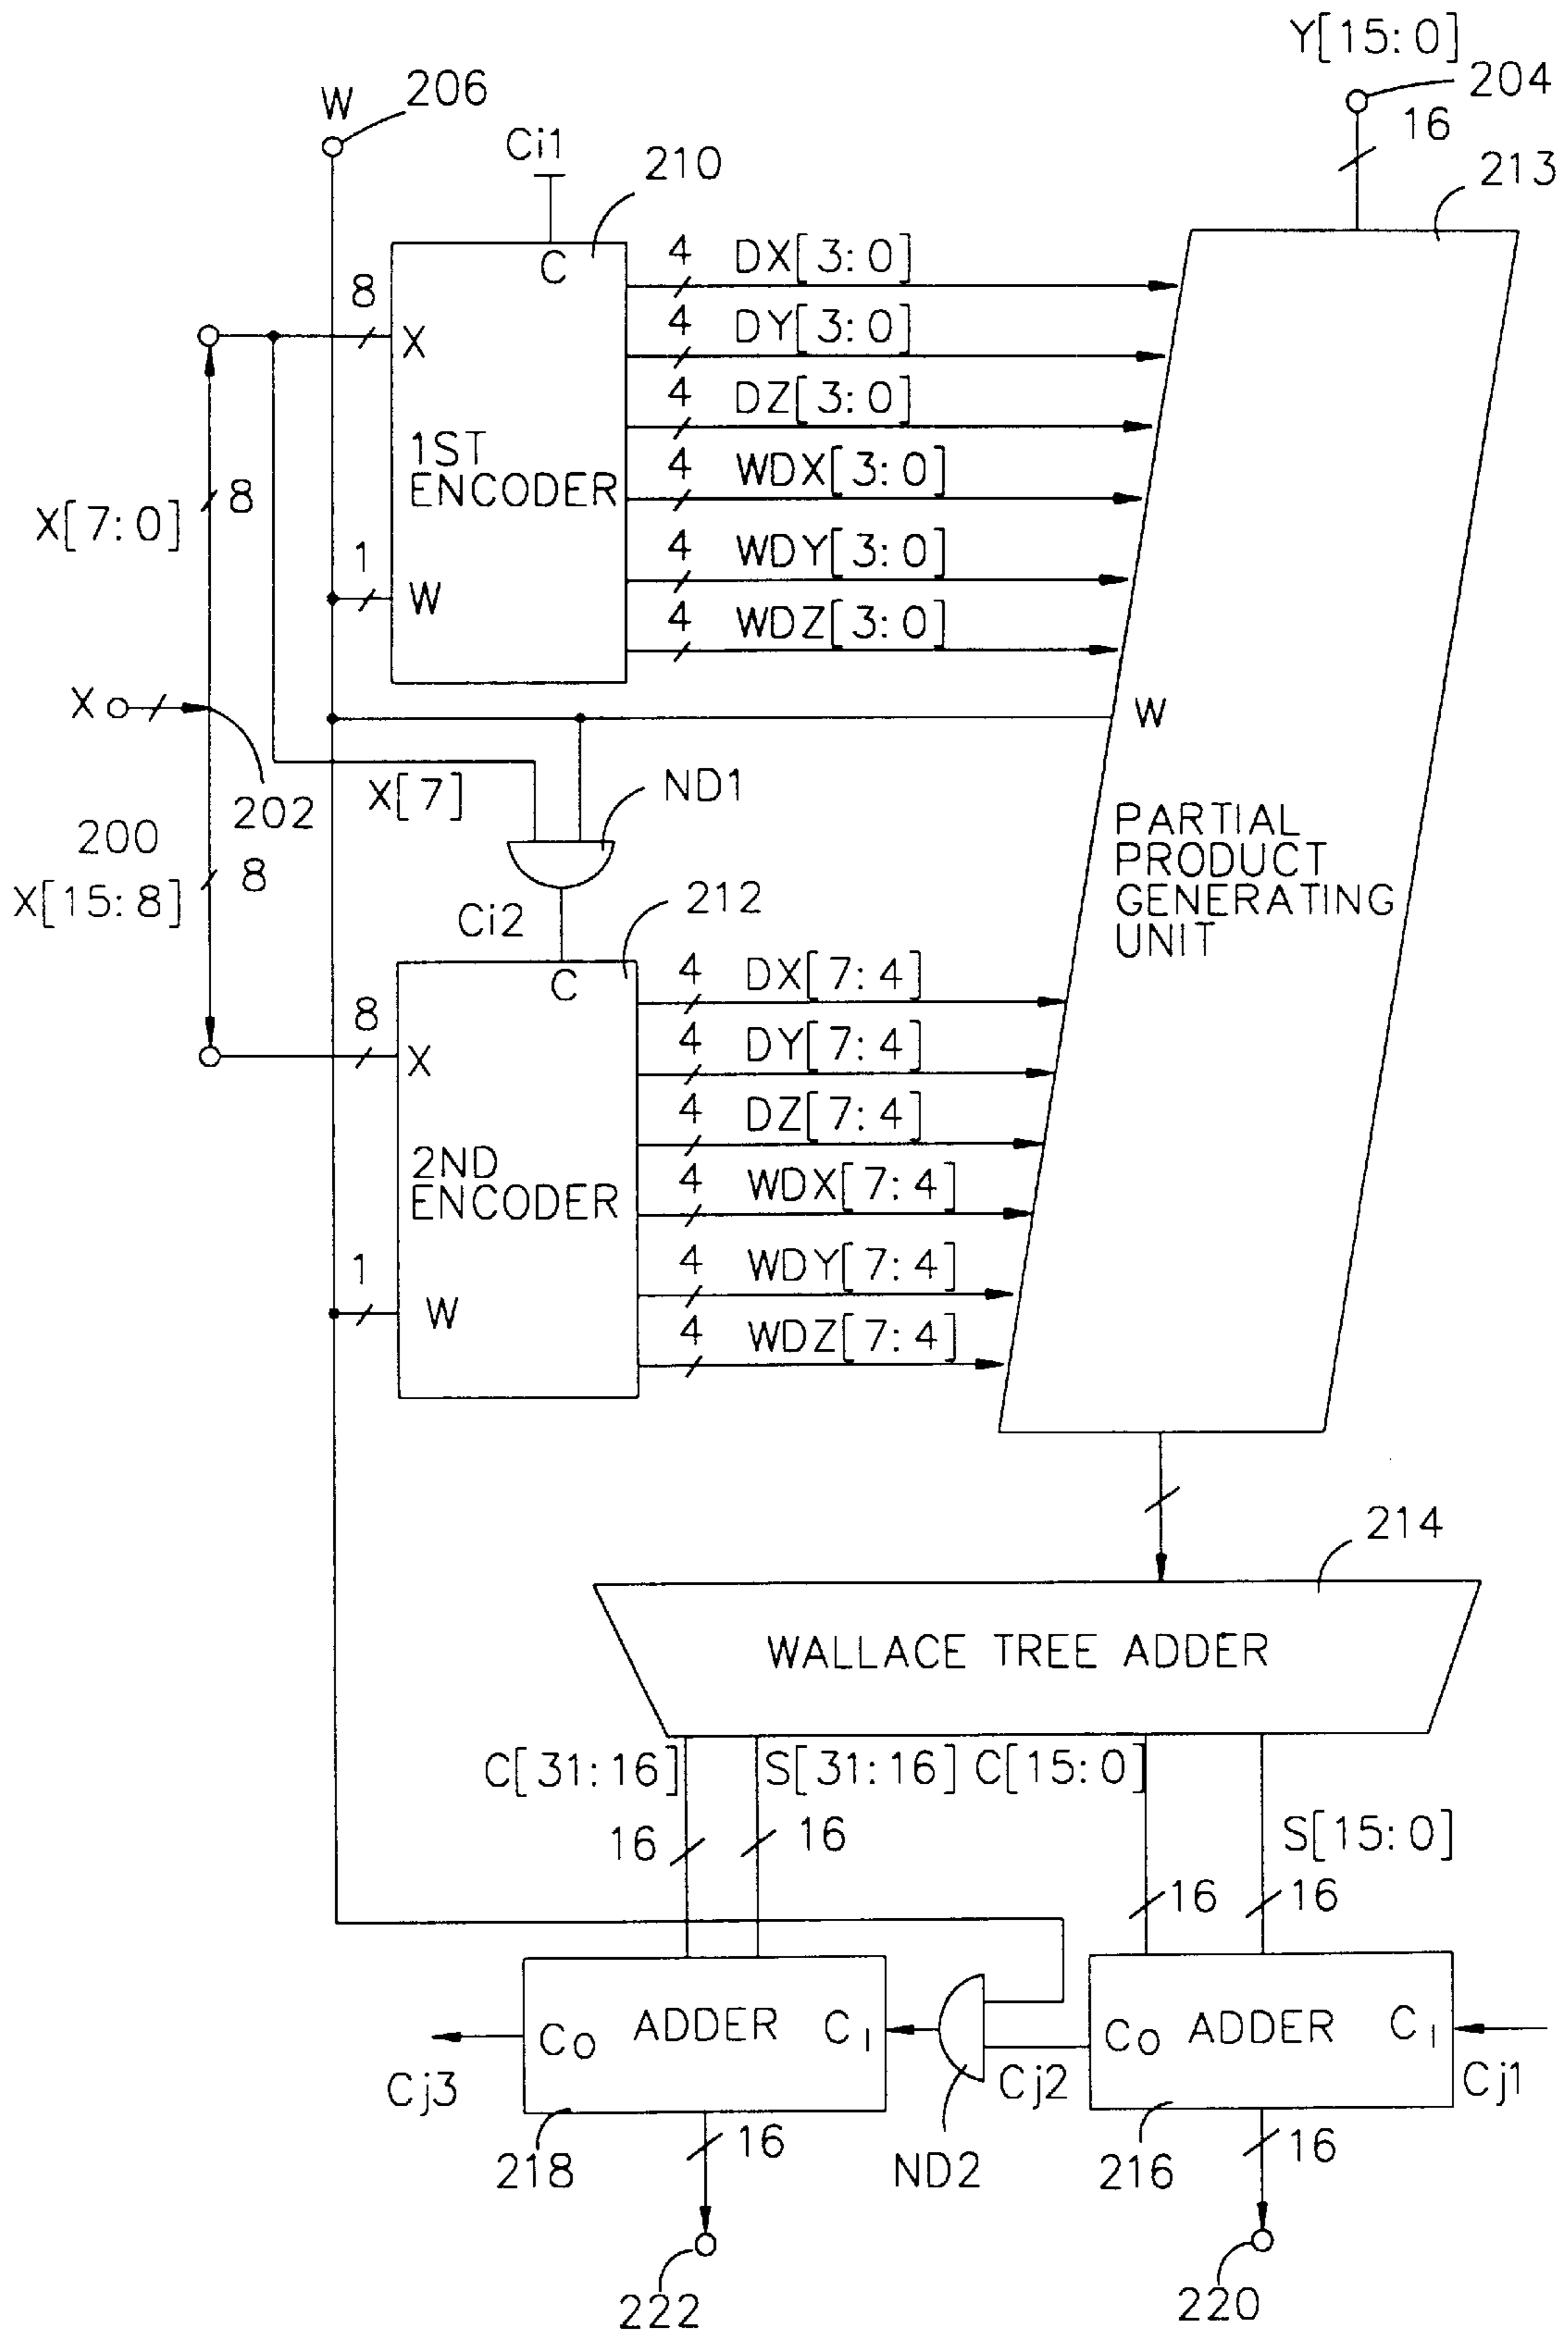 Y[15:0]
204
16
W
206
Ci1
210
213
C
8
4
DX[3:0]
X
4
DY[3:0]
4
DZ[3:0]
1ST
ENCODER
4
WDX[3:0]
X[7:0]
8
1
W
4
WDY[3:0]
4
WDZ[3:0]
X
W
202
X[7]
ND1
200
X[15:8]
8
PARTIAL
PRODUCT
GENERATING
UNIT
Ci2
212
C
8
X
4
DX[7:4]
4
DY[7:4]
4
DZ[7:4]
2ND
ENCODER
4
WDX[7:4]
1
W
4
WDY[7:4]
4
WDZ[7:4]
214
WALLACE TREE ADDER
C[31:16]
S[31:16]
C[15:0]
16
16
S[15:0]
16
16
Co
ADDER
CI
Co
ADDER
CI
Cj3
Cj2
Cj1
218
16
ND2
216
16
222
220